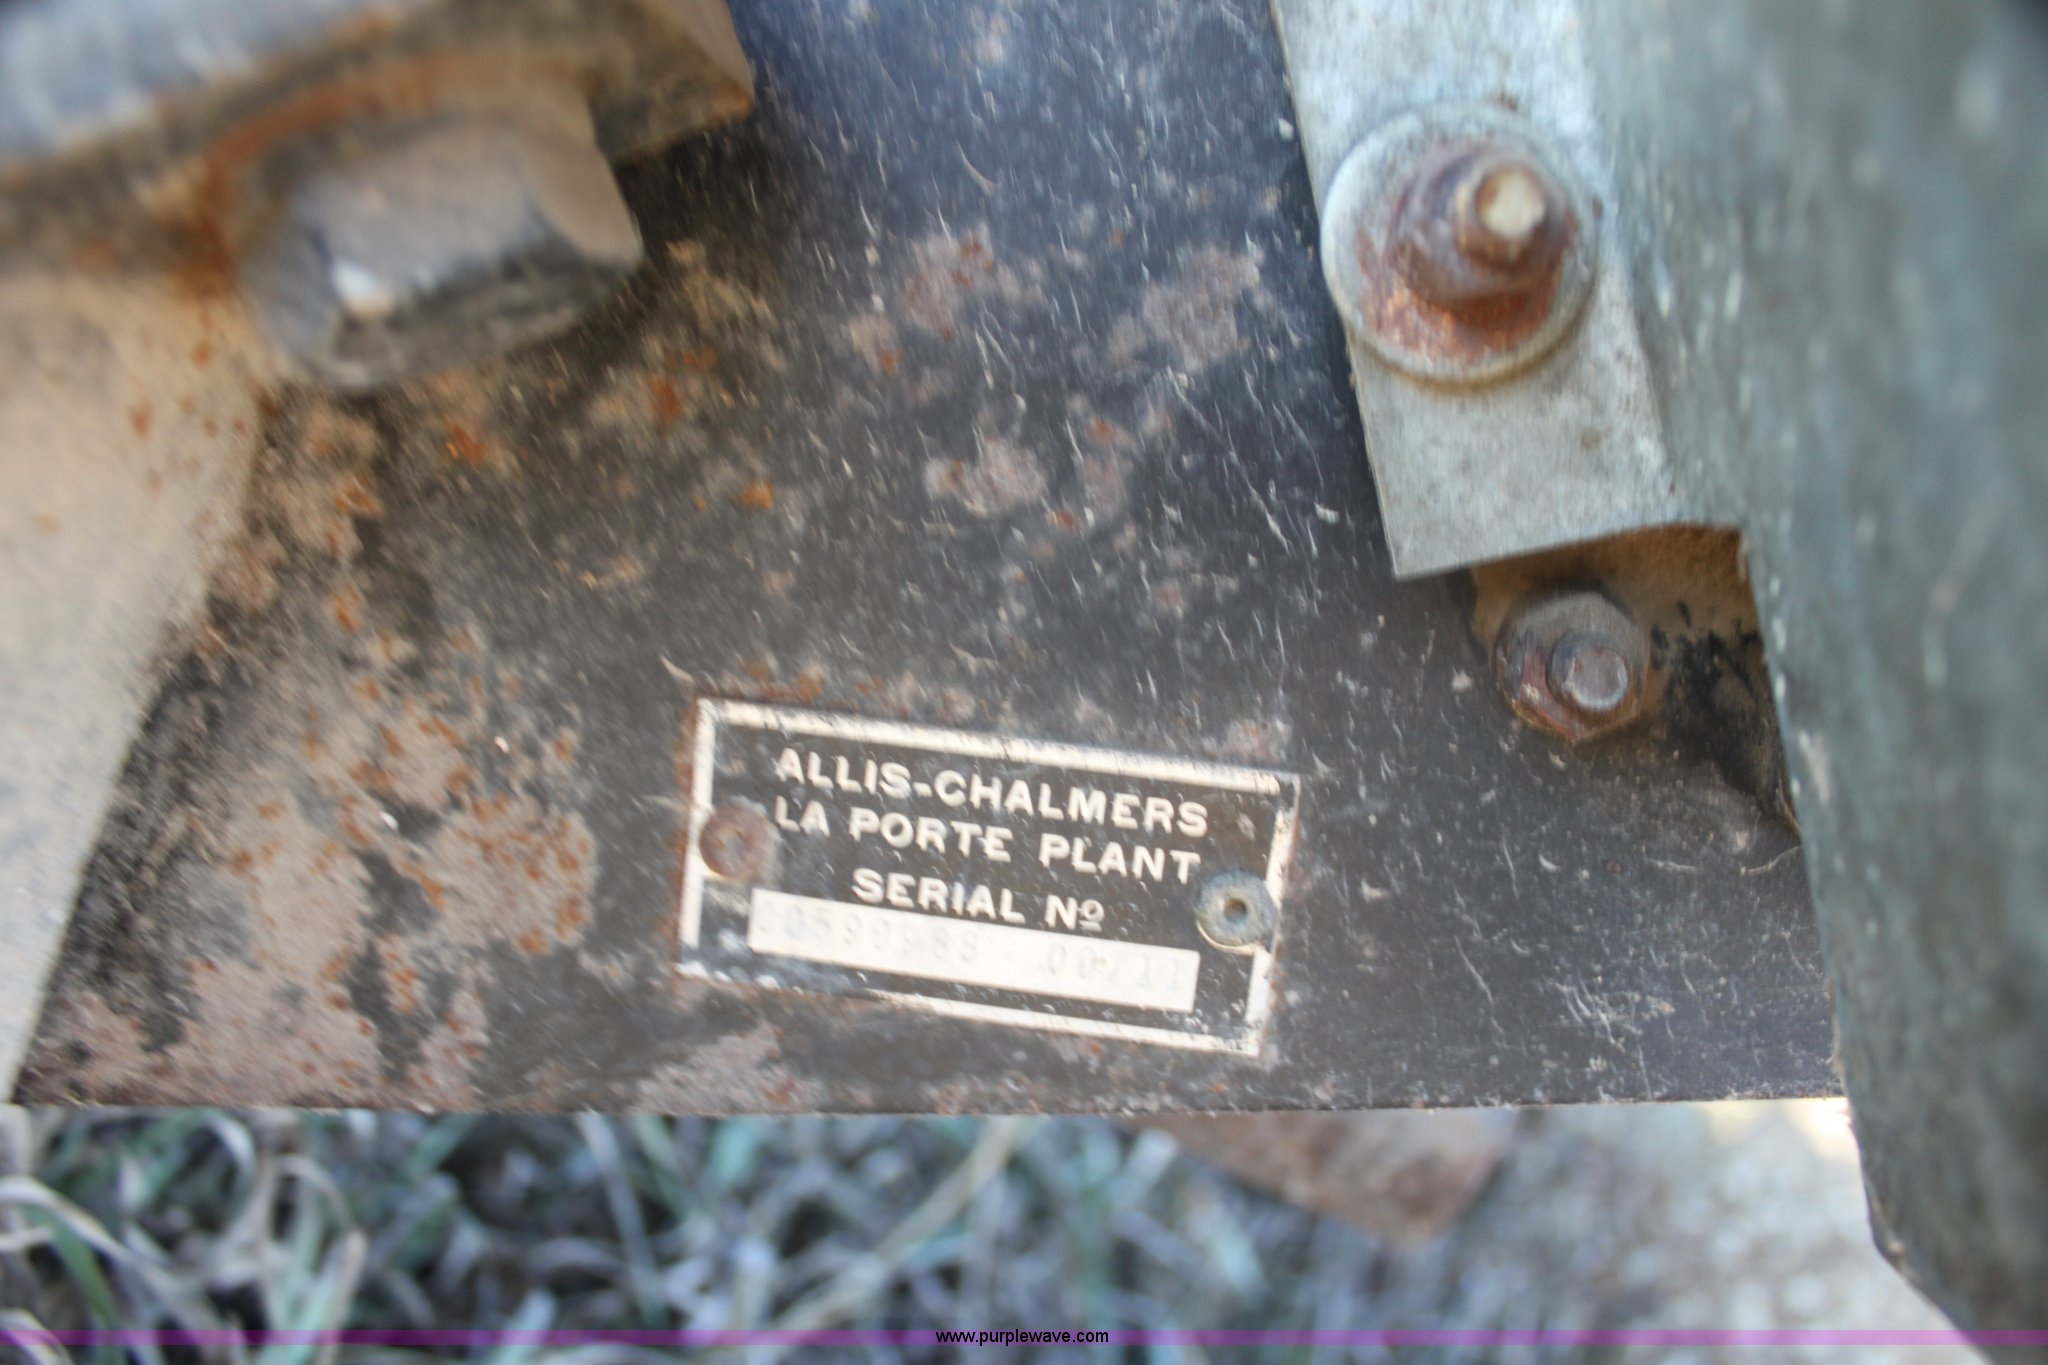 ALLIS-CHALMERS
LA PORTE PLANT
SERIAL Nº
www.purplewave.com